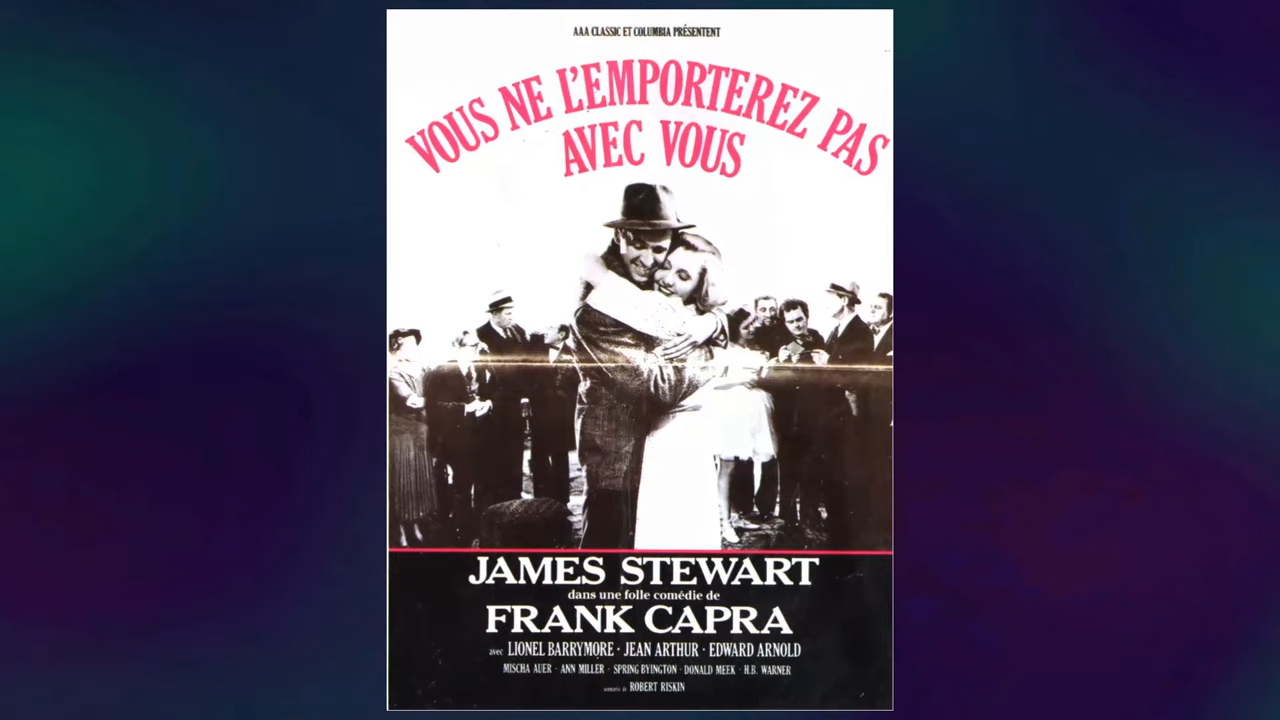 AAA CLASSIC ET COLUMBIA PRÉSENTENT
VOUS NE L'EMPORTEREZ PAS
AVEC VOUS
JAMES STEWART
dans une folle comédie de
FRANK CAPRA
avec LIONEL BARRYMORE · JEAN ARTHUR · EDWARD ARNOLD
MISCHA AUER · ANN MILLER · SPRING BYINGTON · DONALD MEEK · H.B. WARNER
scénario de ROBERT RISKIN